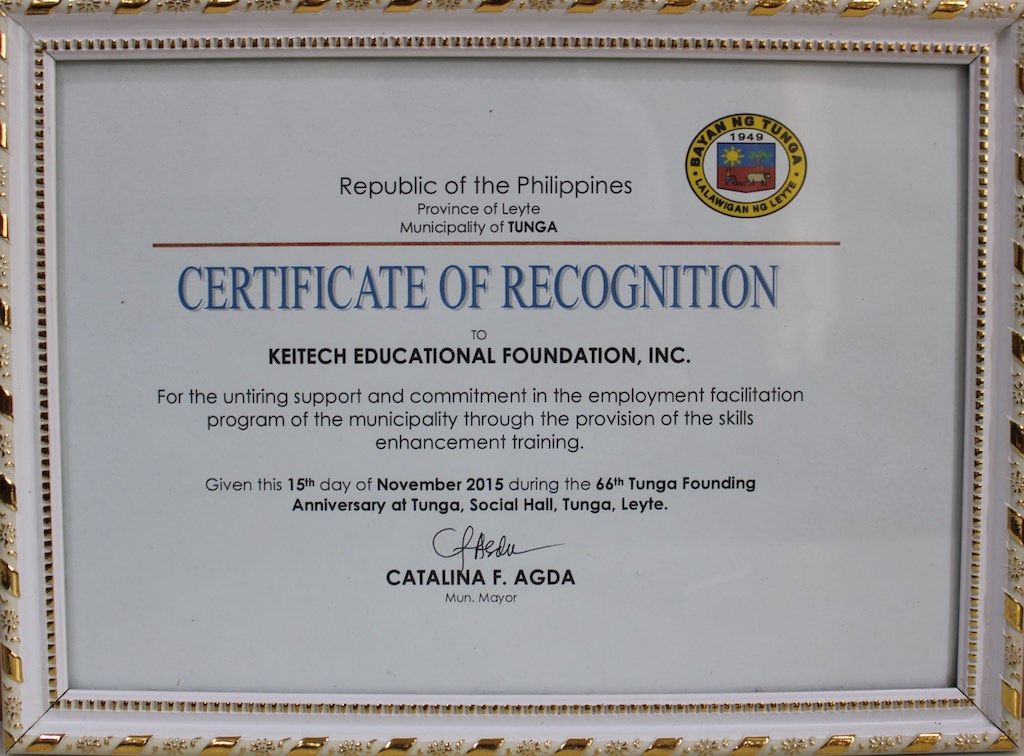 BAYAN NG TUNGA
1949
LALAWIGAN NG LEYTE
Republic of the Philippines
Province of Leyte
Municipality of TUNGA
CERTIFICATE OF RECOGNITION
TO
KEITECH EDUCATIONAL FOUNDATION, INC.
For the untiring support and commitment in the employment facilitation
program of the municipality through the provision of the skills
enhancement training.
Given this 15th day of November 2015 during the 66th Tunga Founding
Anniversary at Tunga, Social Hall, Tunga, Leyte.
CFAgda
CATALINA F. AGDA
Mun. Mayor